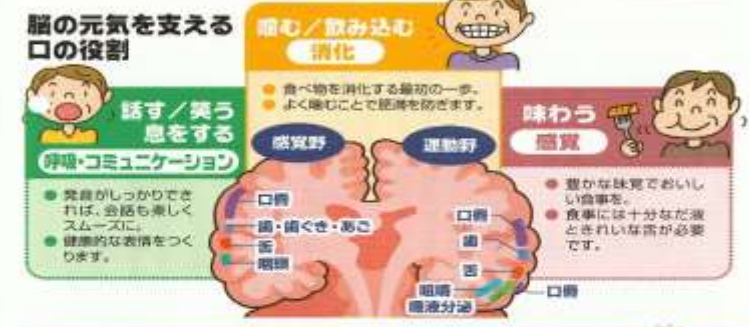 脳の元気を支える
口の役割
噛む/飲み込む
消化
● 食べ物を消化する最初の一歩。
● よく噛むことで肥満を防ぎます。
話す/笑う
息をする
呼吸・コミュニケーション
● 発音がしっかりでき
れば、会話も楽しく
スムーズに。
● 健康的な表情をつく
ります。
味わう
感覚
● 豊かな味覚でおいし
い食事を。
● 食事には十分なだ液
ときれいな舌が必要
です。
感覚野
運動野
口唇
歯・歯ぐき・あご
舌
咽頭
口唇
歯
舌
咀嚼
唾液分泌
口唇